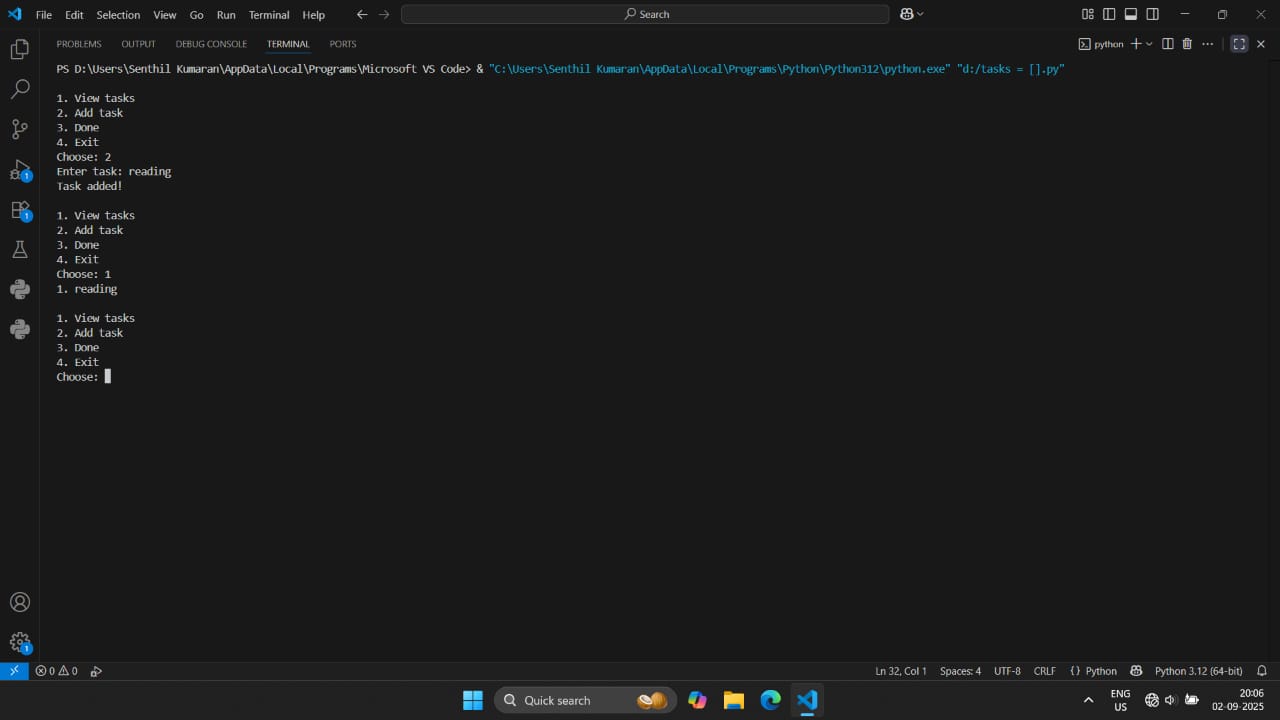 File Edit Selection View Go Run Terminal Help Search
PROBLEMS OUTPUT DEBUG CONSOLE TERMINAL PORTS python
PS D:\Users\Senthil Kumaran\AppData\Local\Programs\Microsoft VS Code> & "C:\Users\Senthil Kumaran\AppData\Local\Programs\Python\Python312\python.exe" "d:/tasks = [].py"
1. View tasks
2. Add task
3. Done
4. Exit
Choose: 2
Enter task: reading
Task added!
1. View tasks
2. Add task
3. Done
4. Exit
Choose: 1
1. reading
1. View tasks
2. Add task
3. Done
4. Exit
Choose:
1
1
1
0 0 Ln 32, Col 1 Spaces: 4 UTF-8 CRLF {} Python Python 3.12 (64-bit)
Quick search ENG US 20:06
02-09-2025